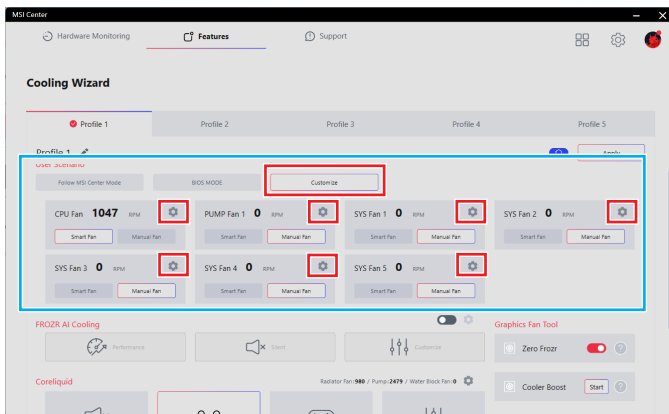 MSI Center
Hardware Monitoring Features Support
Cooling Wizard
Profile 1 Profile 2 Profile 3 Profile 4 Profile 5
Profile 1 Apply
User Scenario
Follow MSI Center Mode BIOS MODE Customize
CPU Fan 1047 RPM PUMP Fan 1 0 RPM SYS Fan 1 0 RPM SYS Fan 2 0 RPM
Smart Fan Manual Fan Smart Fan Manual Fan Smart Fan Manual Fan Smart Fan Manual Fan
SYS Fan 3 0 RPM SYS Fan 4 0 RPM SYS Fan 5 0 RPM
Smart Fan Manual Fan Smart Fan Manual Fan Smart Fan Manual Fan
FROZR AI Cooling Graphics Fan Tool
Performance Silent Customize Zero Frozr ?
Coreliquid Radiator Fan:980 / Pump:2479 / Water Block Fan:0 Cooler Boost Start ?